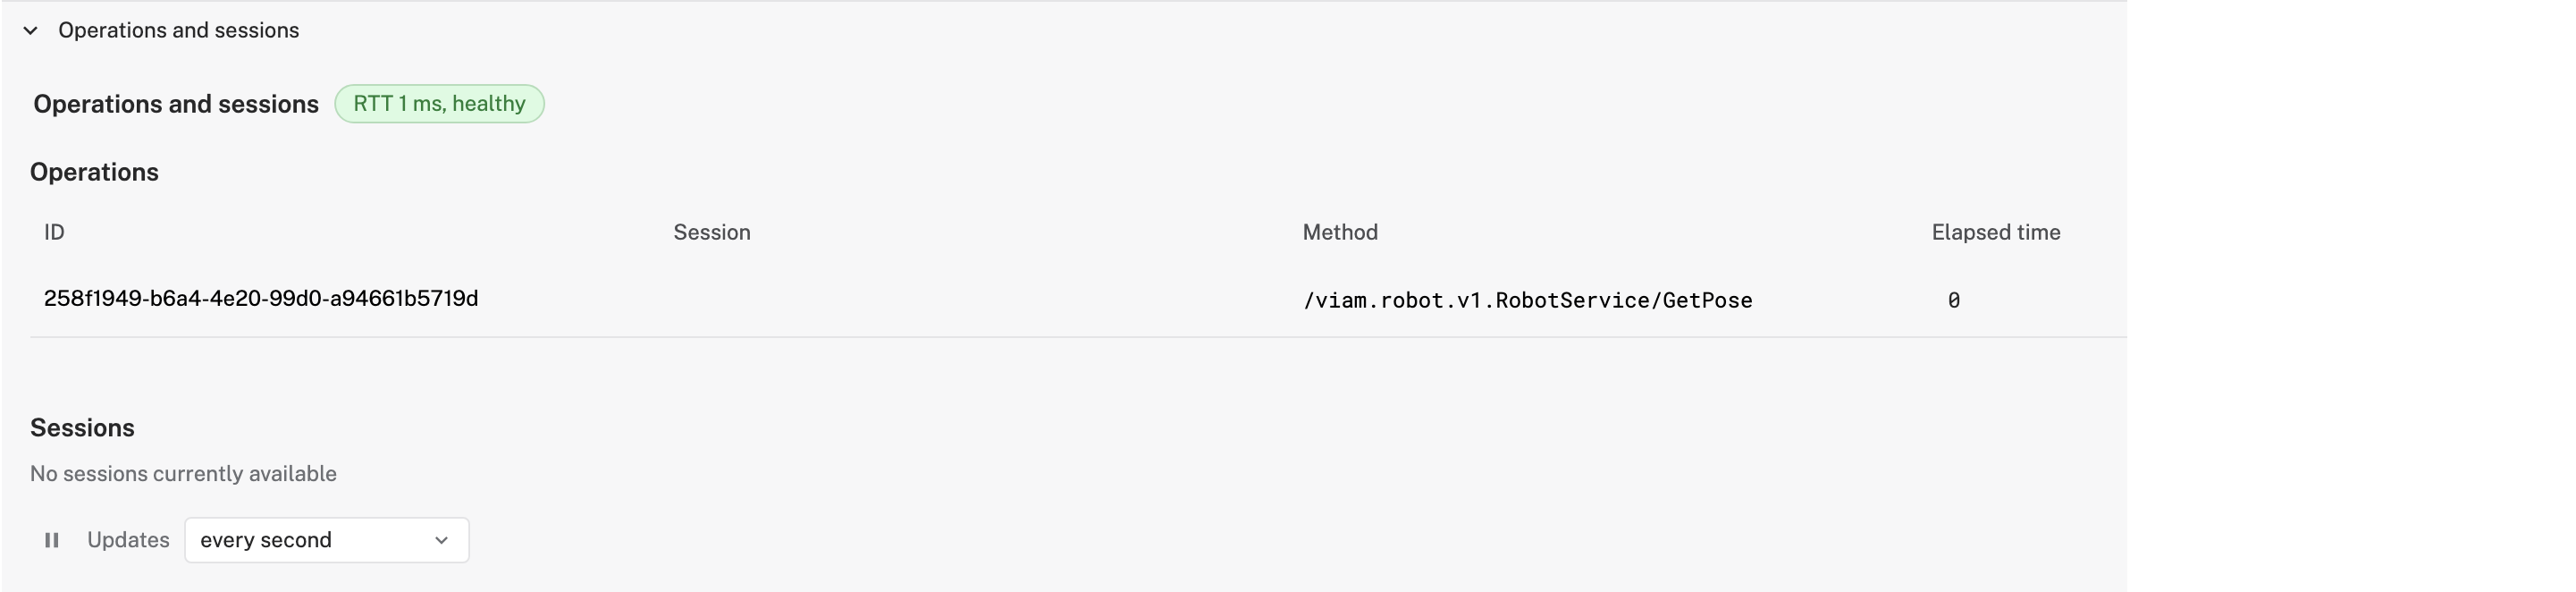 Operations and sessions
Operations and sessions RTT 1 ms, healthy
Operations
ID Session Method Elapsed time
258f1949-b6a4-4e20-99d0-a94661b5719d /viam.robot.v1.RobotService/GetPose 0
Sessions
No sessions currently available
Updates every second